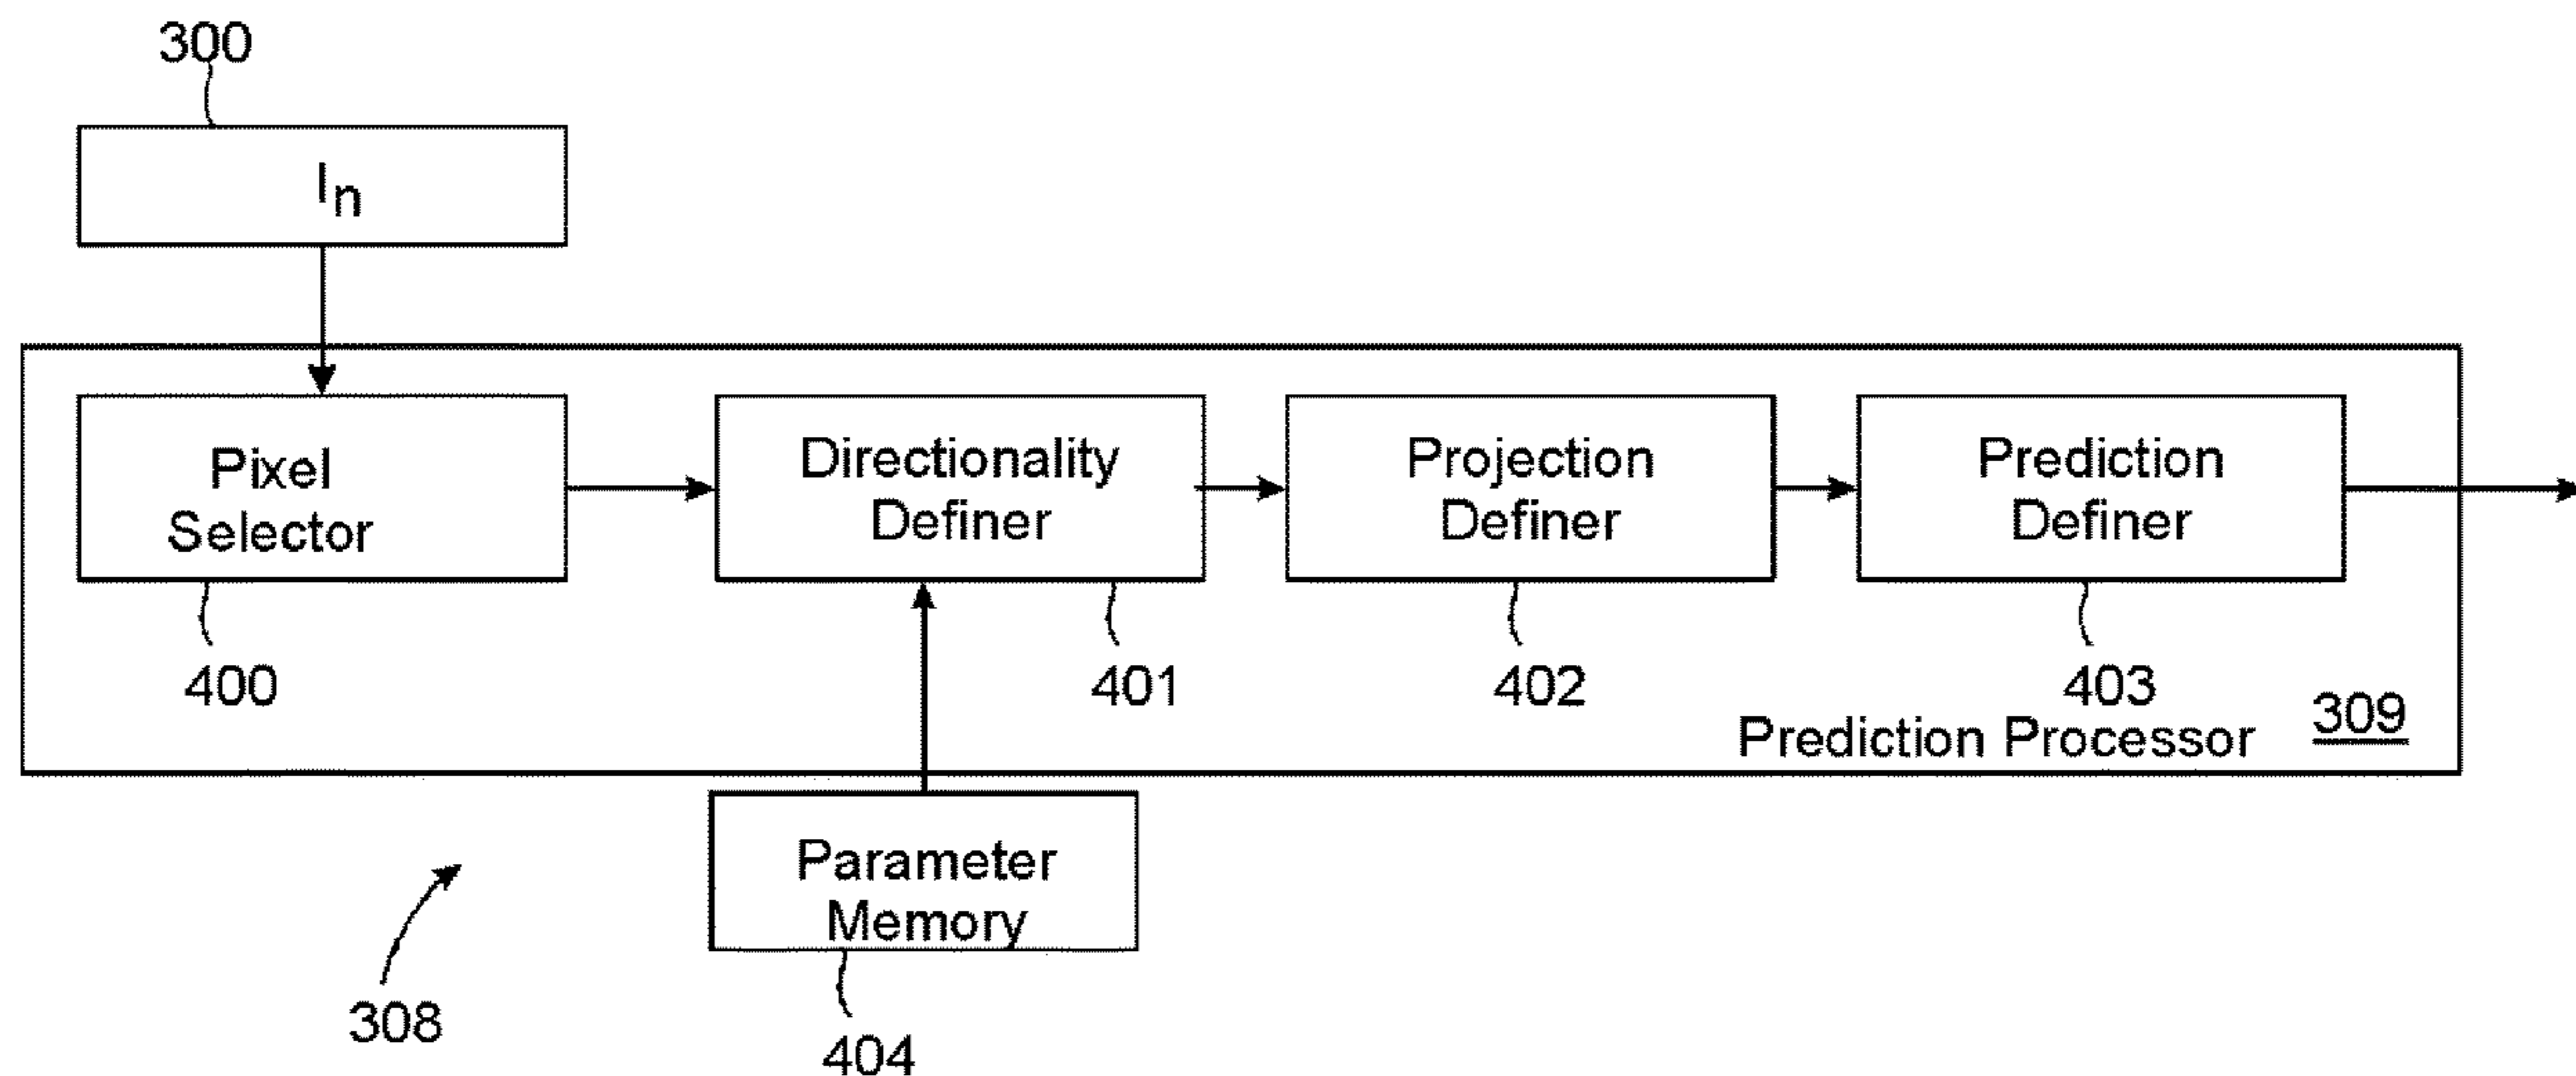 300
In
Pixel
Selector
Directionality
Definer
Projection
Definer
Prediction
Definer
400
401
402
403
Prediction Processor
309
Parameter
Memory
308
404